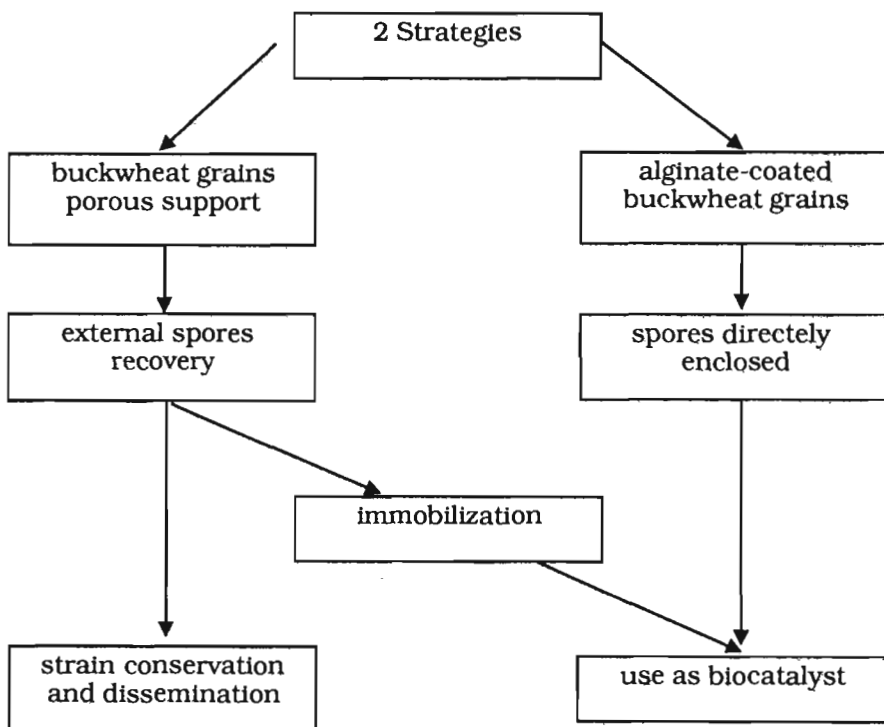 2 Strategies
buckwheat grains
porous support
alginate-coated
buckwheat grains
external spores
recovery
spores directely
enclosed
immobilization
strain conservation
and dissemination
use as biocatalyst